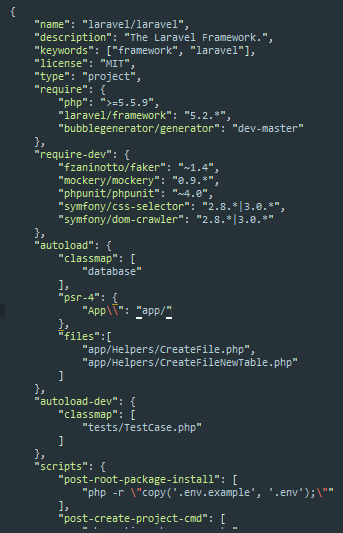 {
"name": "laravel/laravel",
"description": "The Laravel Framework.",
"keywords": ["framework", "laravel"],
"license": "MIT",
"type": "project",
"require": {
"php": ">=5.5.9",
"laravel/framework": "5.2.*",
"bubblegenerator/generator": "dev-master"
},
"require-dev": {
"fzaninotto/faker": "~1.4",
"mockery/mockery": "0.9.*",
"phpunit/phpunit": "~4.0",
"symfony/css-selector": "2.8.*|3.0.*",
"symfony/dom-crawler": "2.8.*|3.0.*"
},
"autoload": {
"classmap": [
"database"
],
"psr-4": {
"App\\": "app/"
},
"files":[
"app/Helpers/CreateFile.php",
"app/Helpers/CreateFileNewTable.php"
]
},
"autoload-dev": {
"classmap": [
"tests/TestCase.php"
]
},
"scripts": {
"post-root-package-install": [
"php -r \"copy('.env.example', '.env');\""
],
"post-create-project-cmd": [